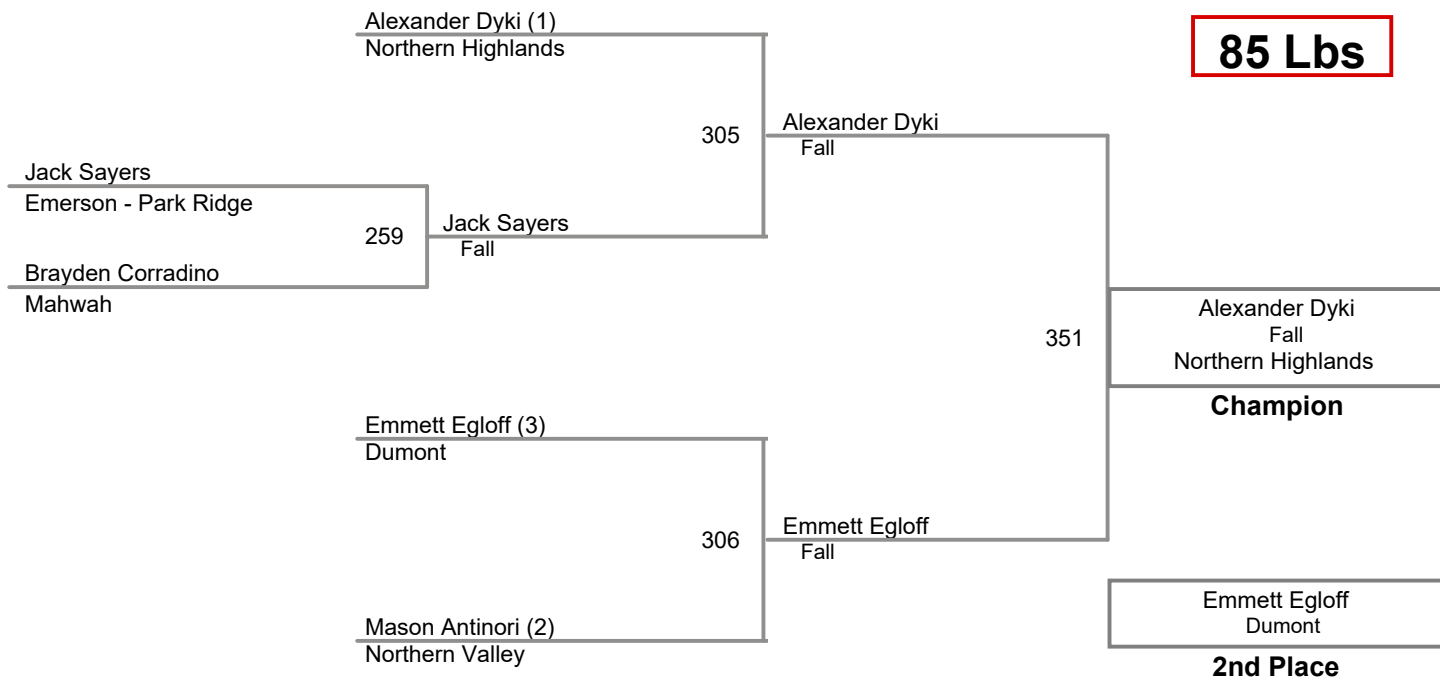 Alexander Dyki (1)
Northern Highlands
85 Lbs
305
Alexander Dyki
Fall
Jack Sayers
Emerson - Park Ridge
259
Jack Sayers
Fall
Brayden Corradino
Mahwah
351
Alexander Dyki
Fall
Northern Highlands
Champion
Emmett Egloff (3)
Dumont
306
Emmett Egloff
Fall
Mason Antinori (2)
Northern Valley
Emmett Egloff
Dumont
2nd Place